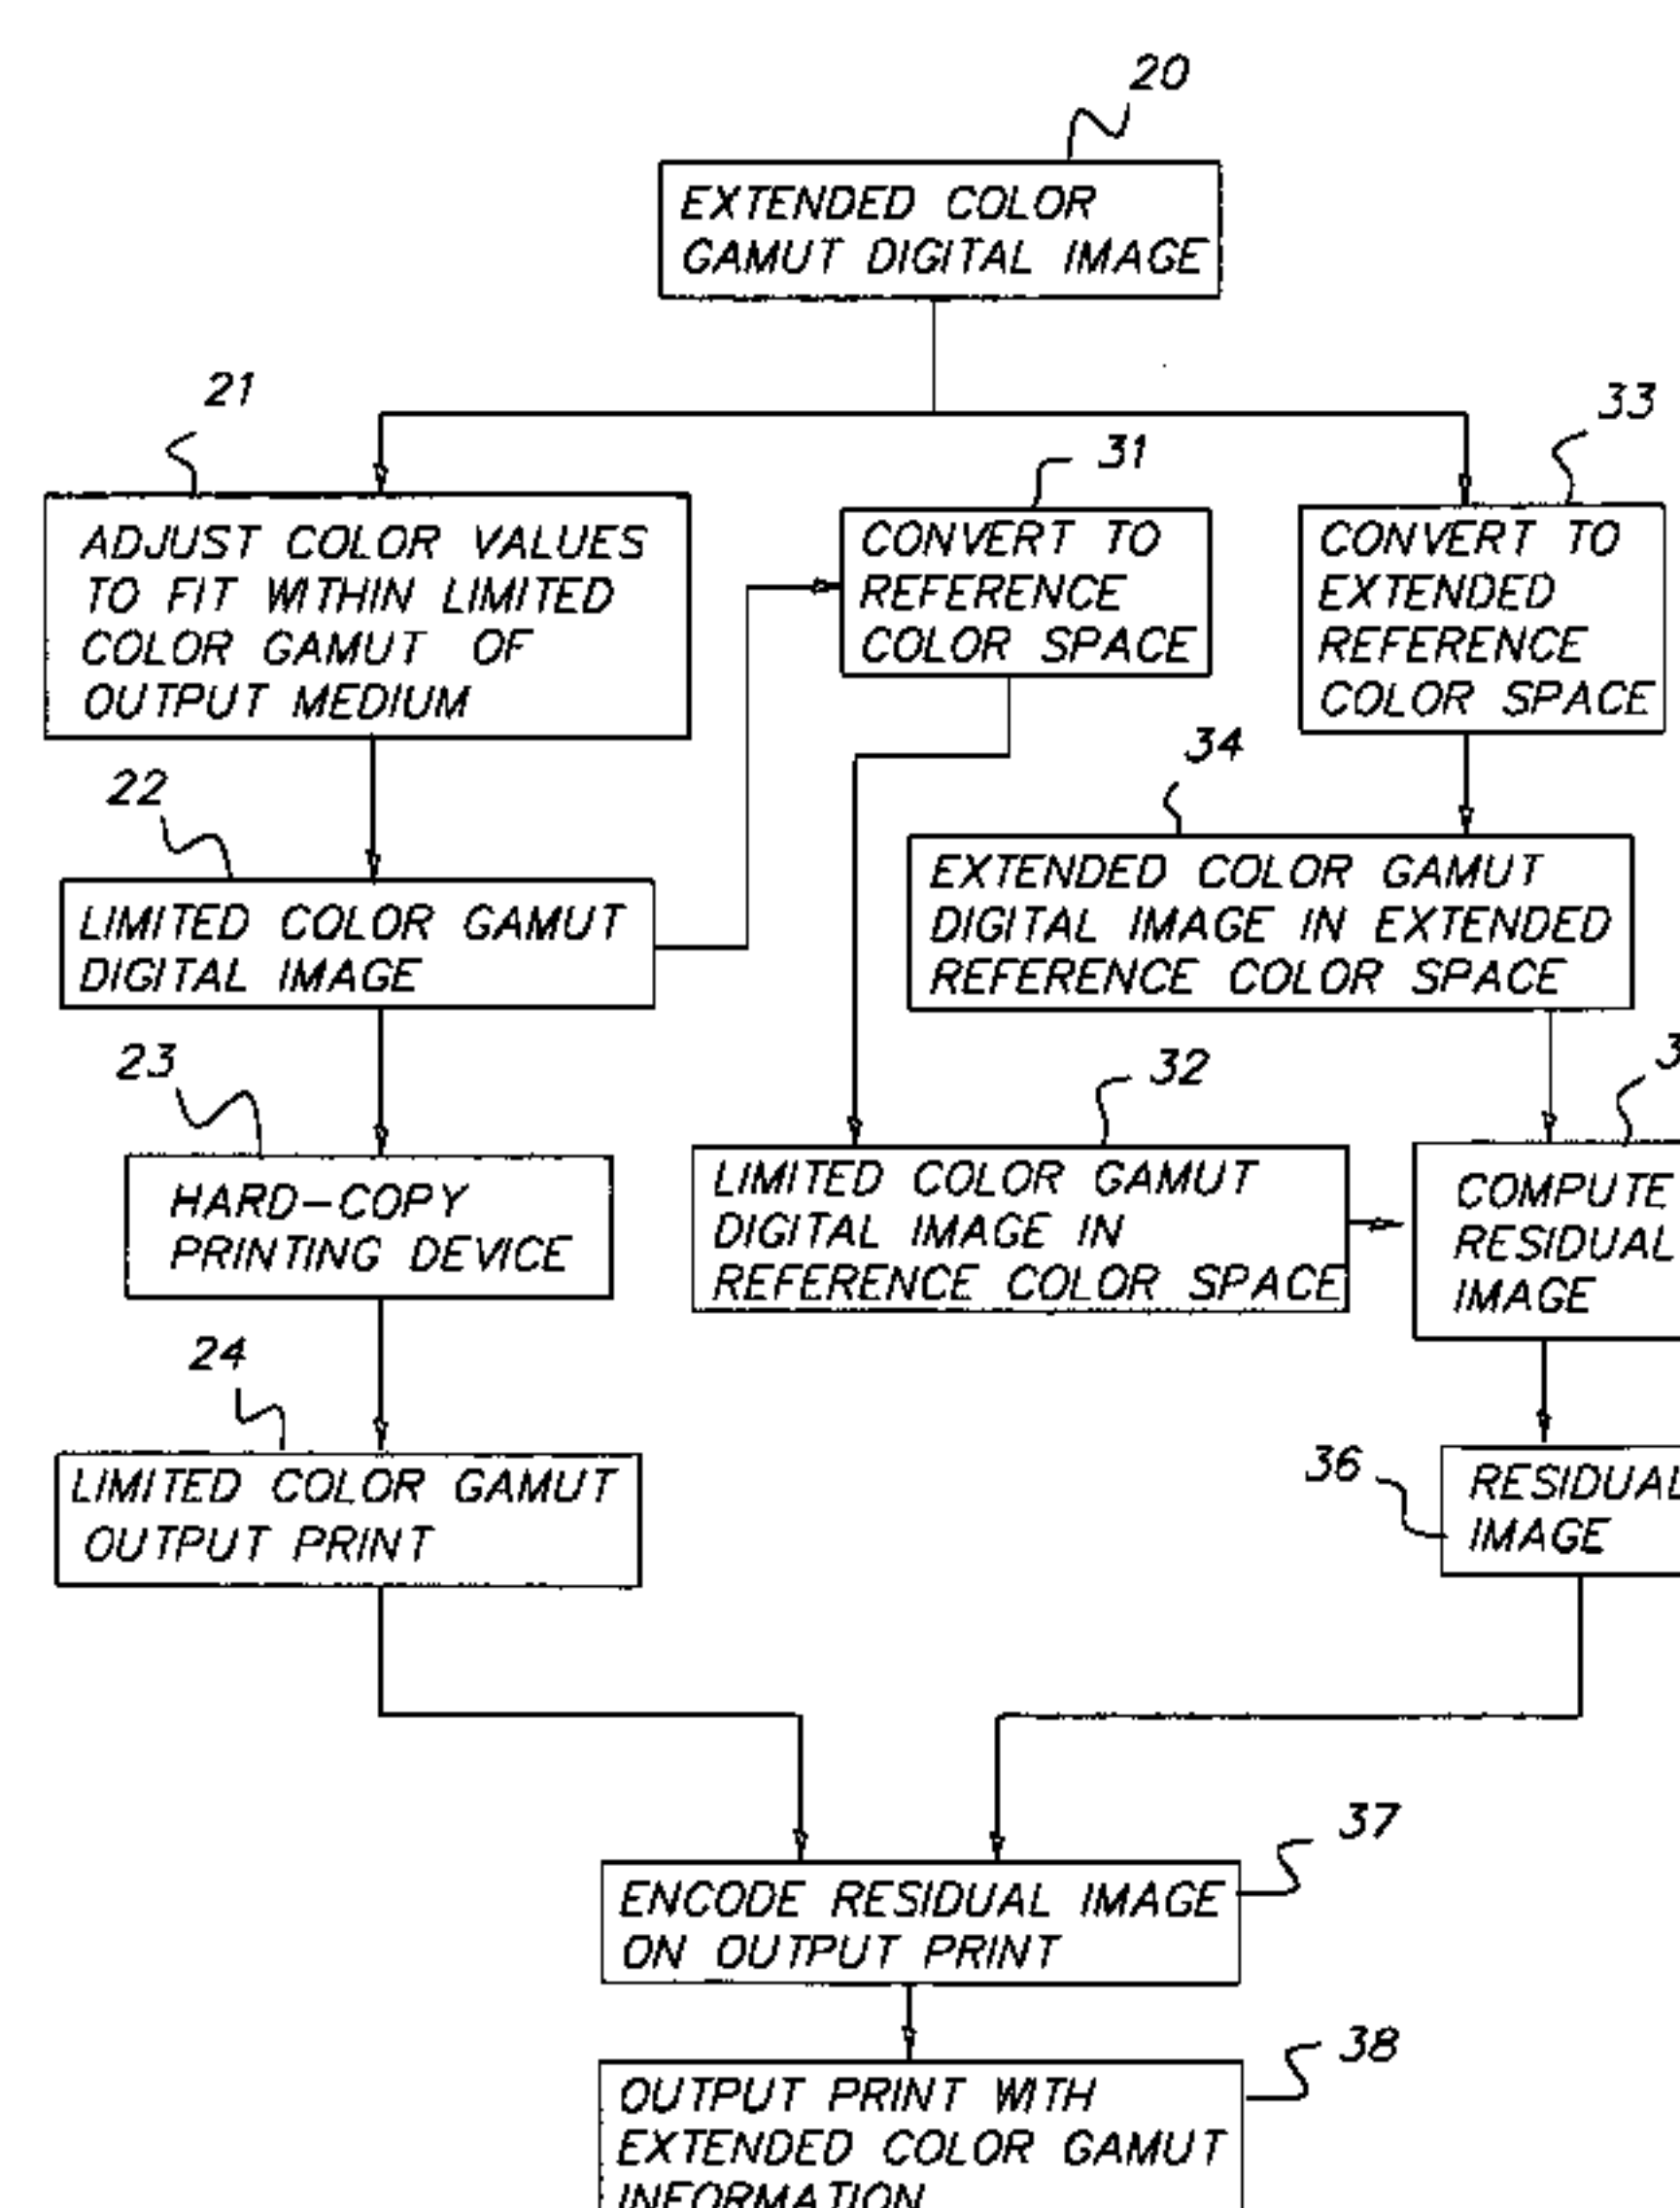 20
EXTENDED COLOR
GAMUT DIGITAL IMAGE
21
ADJUST COLOR VALUES
TO FIT WITHIN LIMITED
COLOR GAMUT OF
OUTPUT MEDIUM
31
CONVERT TO
REFERENCE
COLOR SPACE
33
CONVERT TO
EXTENDED
REFERENCE
COLOR SPACE
22
LIMITED COLOR GAMUT
DIGITAL IMAGE
34
EXTENDED COLOR GAMUT
DIGITAL IMAGE IN EXTENDED
REFERENCE COLOR SPACE
23
HARD-COPY
PRINTING DEVICE
32
LIMITED COLOR GAMUT
DIGITAL IMAGE IN
REFERENCE COLOR SPACE
COMPUTE
RESIDUAL
IMAGE
24
LIMITED COLOR GAMUT
OUTPUT PRINT
36
RESIDUAL
IMAGE
37
ENCODE RESIDUAL IMAGE
ON OUTPUT PRINT
38
OUTPUT PRINT WITH
EXTENDED COLOR GAMUT
INFORMATION